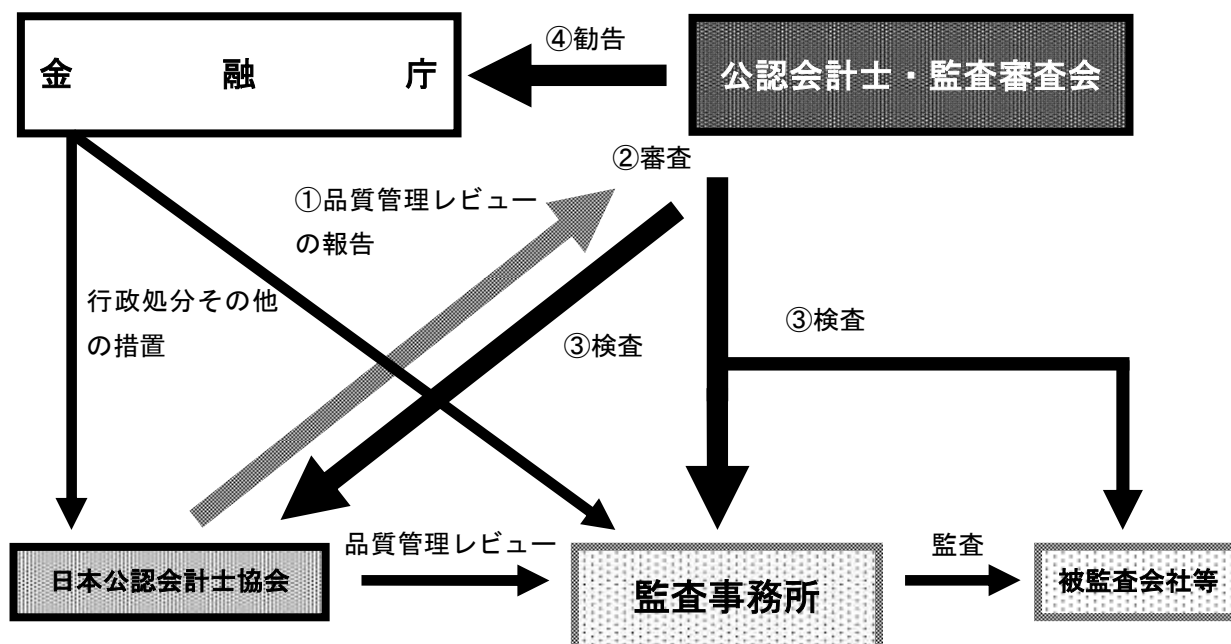 ④勧告
金融庁
公認会計士・監査審査会
②審査
①品質管理レビュー
の報告
行政処分その他
の措置
③検査
③検査
日本公認会計士協会
品質管理レビュー
監査事務所
監査
被監査会社等